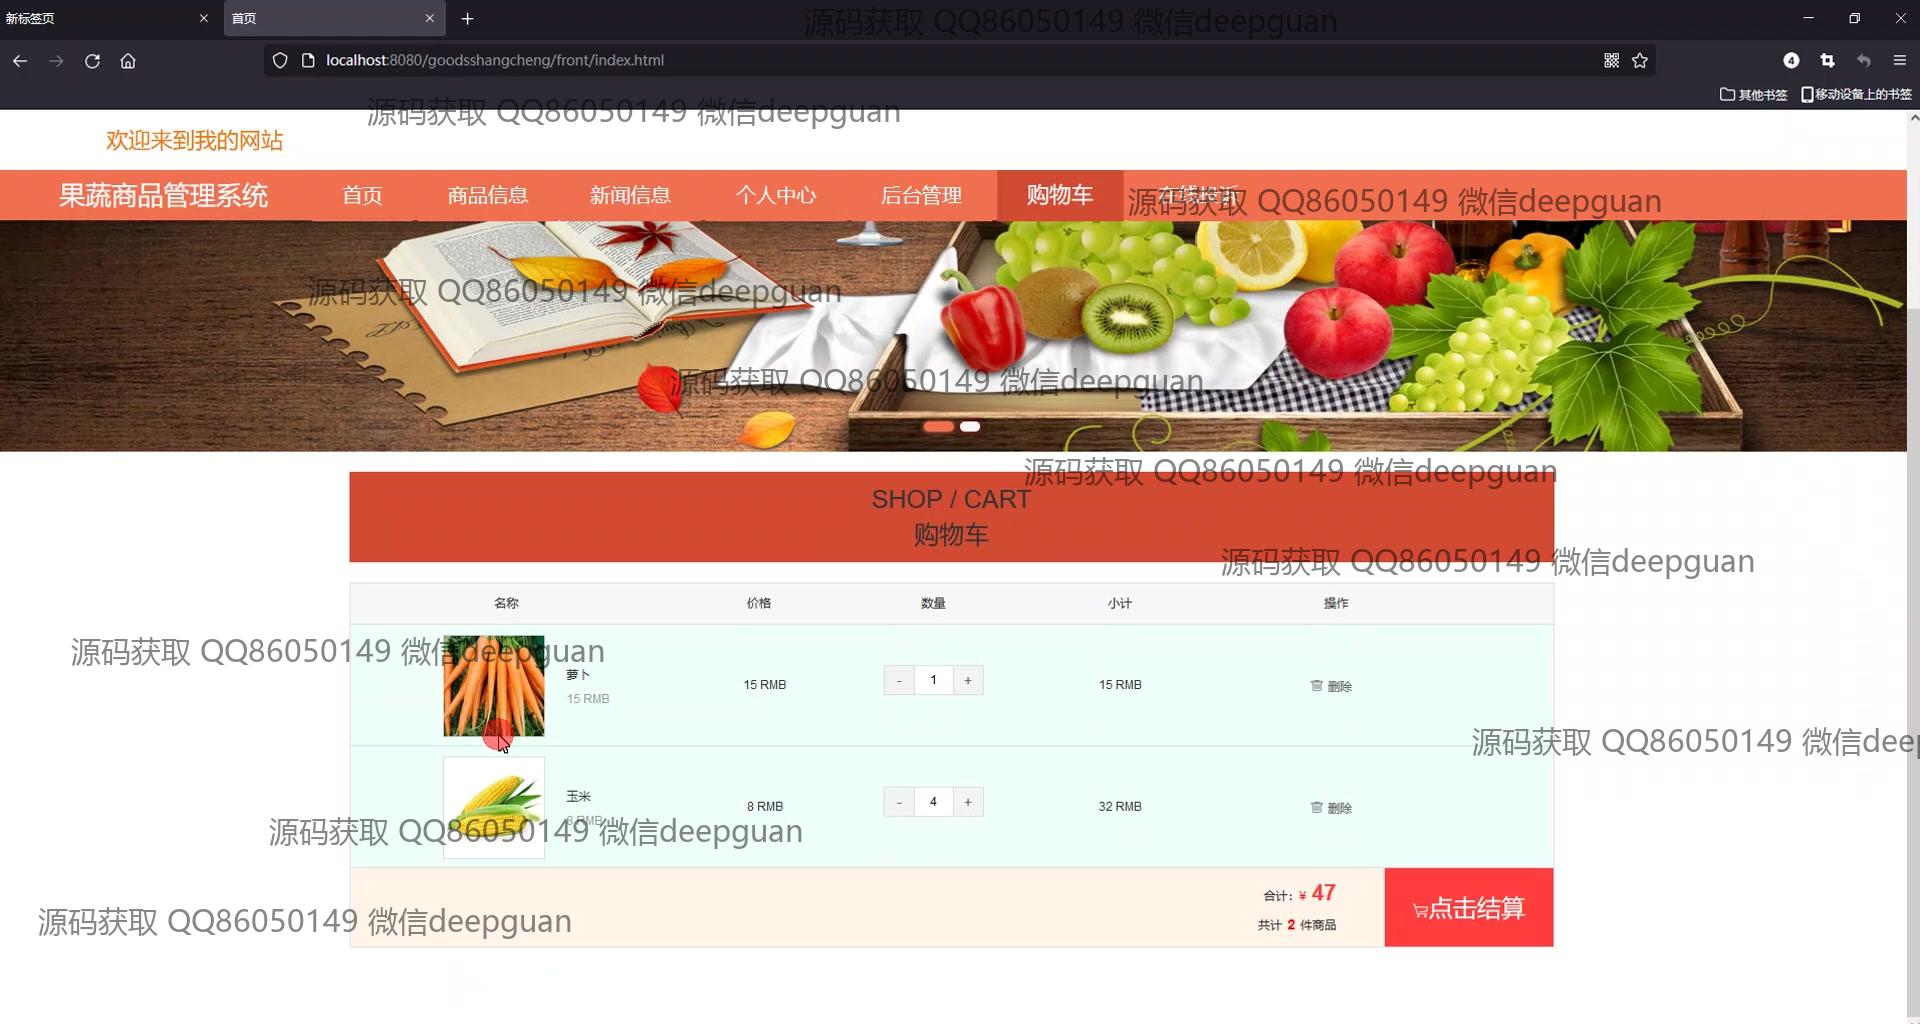 新标签页
首页
源码获取 QQ86050149 微信deepguan
localhost:8080/goodsshangcheng/front/index.html
4
其他书签
移动设备上的书签
源码获取 QQ86050149 微信deepguan
欢迎来到我的网站
果蔬商品管理系统
首页
商品信息
新闻信息
个人中心
后台管理
购物车
在线投诉
源码获取 QQ86050149 微信deepguan
源码获取 QQ86050149 微信deepguan
源码获取 QQ86050149 微信deepguan
源码获取 QQ86050149 微信deepguan
SHOP / CART
购物车
源码获取 QQ86050149 微信deepguan
名称 价格 数量 小计 操作
源码获取 QQ86050149 微信deepguan
萝卜
15 RMB
15 RMB
- 1 +
15 RMB
删除
源码获取 QQ86050149 微信deep
玉米
8 RMB
8 RMB
- 4 +
32 RMB
删除
源码获取 QQ86050149 微信deepguan
合计: ¥ 47
共计 2 件商品
点击结算
源码获取 QQ86050149 微信deepguan